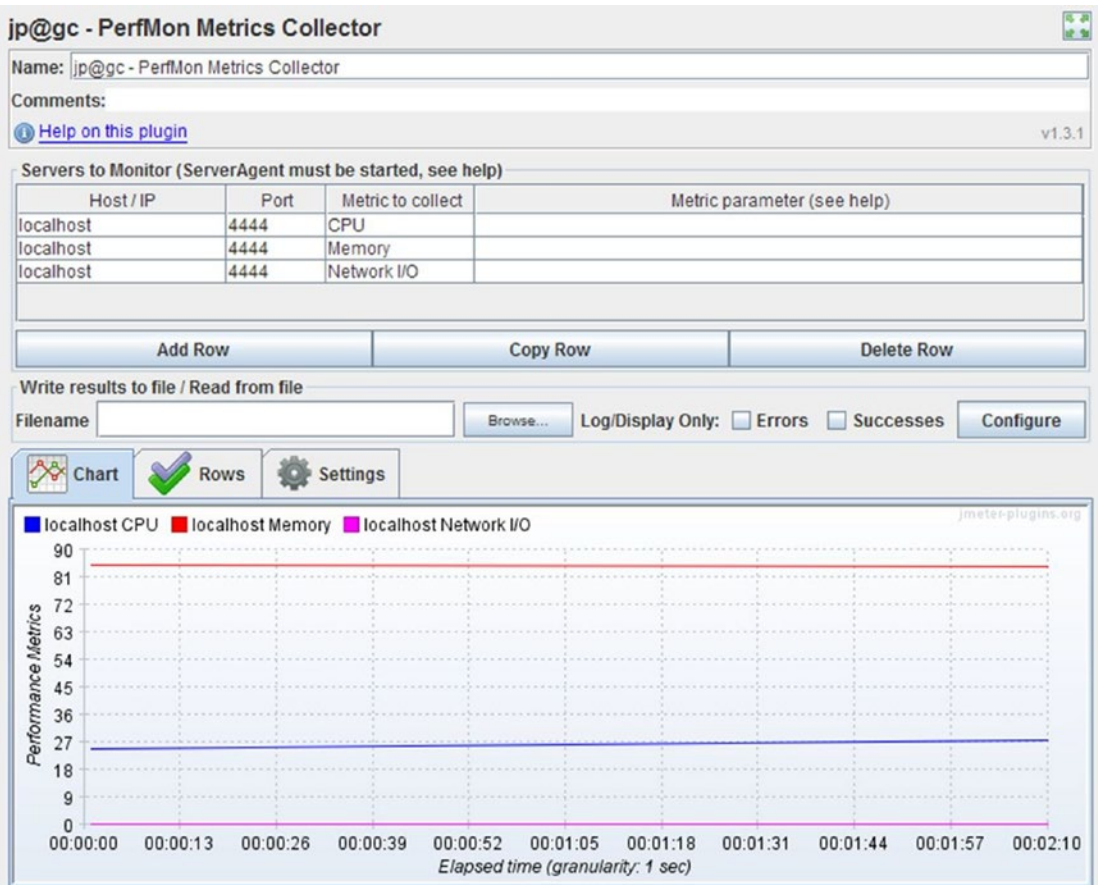 jp@gc - PerfMon Metrics Collector
Name: jp@gc - PerfMon Metrics Collector
Comments:
Help on this plugin v1.3.1
Servers to Monitor (ServerAgent must be started, see help)
Host / IP Port Metric to collect Metric parameter (see help)
localhost 4444 CPU
localhost 4444 Memory
localhost 4444 Network I/O
Add Row Copy Row Delete Row
Write results to file / Read from file
Filename Browse... Log/Display Only: Errors Successes Configure
Chart Rows Settings
localhost CPU localhost Memory localhost Network I/O jmeter-plugins.org
Performance Metrics
90
81
72
63
54
45
36
27
18
9
0
00:00:00 00:00:13 00:00:26 00:00:39 00:00:52 00:01:05 00:01:18 00:01:31 00:01:44 00:01:57 00:02:10
Elapsed time (granularity: 1 sec)